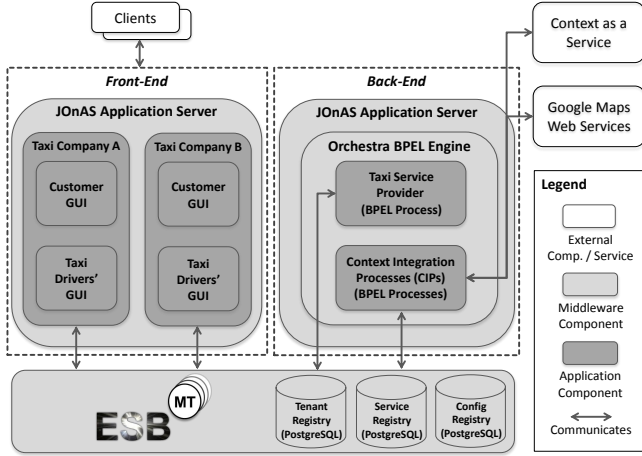 Clients
Context as a
Service
Google Maps
Web Services
Front-End
JOnAS Application Server
Taxi Company A
Customer
GUI
Taxi
Drivers'
GUI
Taxi Company B
Customer
GUI
Taxi
Drivers'
GUI
Back-End
JOnAS Application Server
Orchestra BPEL Engine
Taxi Service
Provider
(BPEL Process)
Context Integration
Processes (CIPs)
(BPEL Processes)
ESB
MT
Tenant
Registry
(PostgreSQL)
Service
Registry
(PostgreSQL)
Config
Registry
(PostgreSQL)
Legend
External
Comp. / Service
Middleware
Component
Application
Component
Communicates